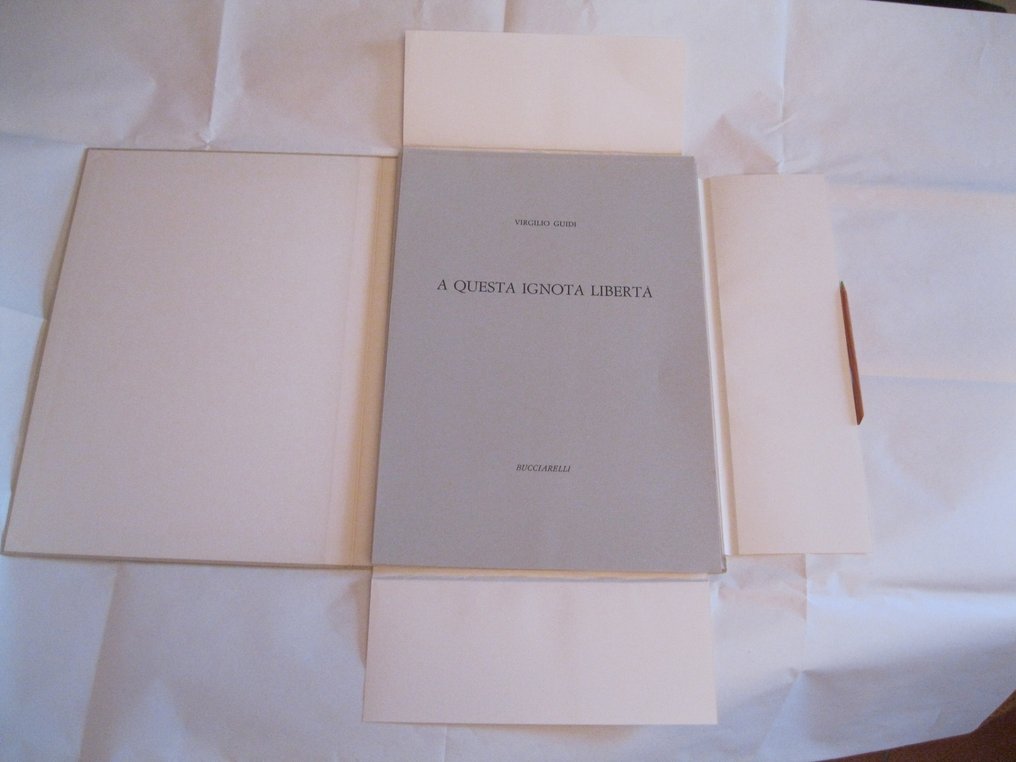 VIRGILIO GUIDI
A QUESTA IGNOTA LIBERTÀ
BUCCIARELLI